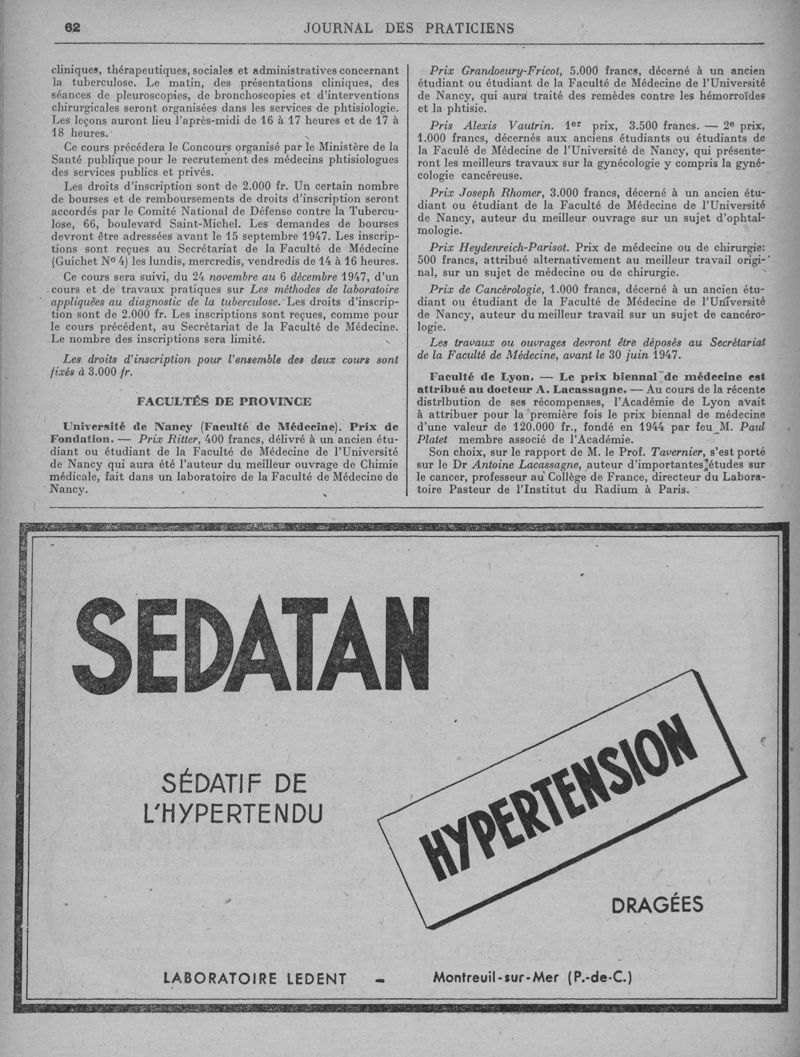 62
JOURNAL DES PRATICIENS
cliniques, thérapeutiques, sociales et administratives concernant
la tuberculose. Le matin, des présentations cliniques, des
séances de pleuroscopies, de bronchoscopies et d'interventions
chirurgicales seront organisées dans les services de phtisiologie.
Les leçons auront lieu l'après-midi de 16 à 17 heures et de 17 à
18 heures.
Ce cours précédera le Concours organisé par le Ministère de la
Santé publique pour le recrutement des médecins phtisiologues
des services publics et privés.
Les droits d'inscription sont de 2.000 fr. Un certain nombre
de bourses et de remboursements de droits d'inscription seront
accordés par le Comité National de Défense contre la Tubercu-
lose, 66, boulevard Saint-Michel. Les demandes de bourses
devront être adressées avant le 15 septembre 1947. Les inscrip-
tions sont reçues au Secrétariat de la Faculté de Médecine
(Guichet Nº 4) les lundis, mercredis, vendredis de 14 à 16 heures.
Ce cours sera suivi, du 24 novembre au 6 décembre 1947, d'un
cours et de travaux pratiques sur Les méthodes de laboratoire
appliquées au diagnostic de la tuberculose. Les droits d'inscrip-
tion sont de 2.000 fr. Les inscriptions sont reçues, comme pour
le cours précédent, au Secrétariat de la Faculté de Médecine.
Le nombre des inscriptions sera limité.
Les droits d'inscription pour l'ensemble des deux cours sont
fixés à 3.000 fr.
FACULTÉS DE PROVINCE
Université de Nancy (Faculté de Médecine). Prix de
Fondation. — Prix Ritter, 400 francs, délivré à un ancien étu-
diant ou étudiant de la Faculté de Médecine de l'Université
de Nancy qui aura été l'auteur du meilleur ouvrage de Chimie
médicale, fait dans un laboratoire de la Faculté de Médecine de
Nancy.
Prix Grandoeury-Fricot, 5.000 francs, décerné à un ancien
étudiant ou étudiant de la Faculté de Médecine de l'Université
de Nancy, qui aura traité des remèdes contre les hémorroïdes
et la phtisie.
Pris Alexis Vautrin. 1er prix, 3.500 francs. — 2e prix,
1.000 francs, décernés aux anciens étudiants ou étudiants de
la Faculé de Médecine de l'Université de Nancy, qui présente-
ront les meilleurs travaux sur la gynécologie y compris la gyné-
cologie cancéreuse.
Prix Joseph Rhomer, 3.000 francs, décerné à un ancien étu-
diant ou étudiant de la Faculté de Médecine de l'Université
de Nancy, auteur du meilleur ouvrage sur un sujet d'ophtal-
mologie.
Prix Heydenreich-Parisot. Prix de médecine ou de chirurgie:
500 francs, attribué alternativement au meilleur travail origi-
nal, sur un sujet de médecine ou de chirurgie.
Prix de Cancérologie, 1.000 francs, décerné à un ancien étu-
diant ou étudiant de la Faculté de Médecine de l'Université
de Nancy, auteur du meilleur travail sur un sujet de cancéro-
logie.
Les travaux ou ouvrages devront être déposés au Secrétariat
de la Faculté de Médecine, avant le 30 juin 1947.
Faculté de Lyon. — Le prix biennal de médecine est
attribué au docteur A. Lacassagne. — Au cours de la récente
distribution de ses récompenses, l'Académie de Lyon avait
à attribuer pour la première fois le prix biennal de médecine
d'une valeur de 120.000 fr., fondé en 1944 par feu M. Paul
Platet membre associé de l'Académie.
Son choix, sur le rapport de M. le Prof. Tavernier, s'est porté
sur le Dr Antoine Lacassagne, auteur d'importantes études sur
le cancer, professeur au Collège de France, directeur du Labora-
toire Pasteur de l'Institut du Radium à Paris.
SEDATAN
SÉDATIF DE
L'HYPERTENDU
HYPERTENSION
DRAGÉES
LABORATOIRE LEDENT - Montreuil-sur-Mer (P.-de-C.)